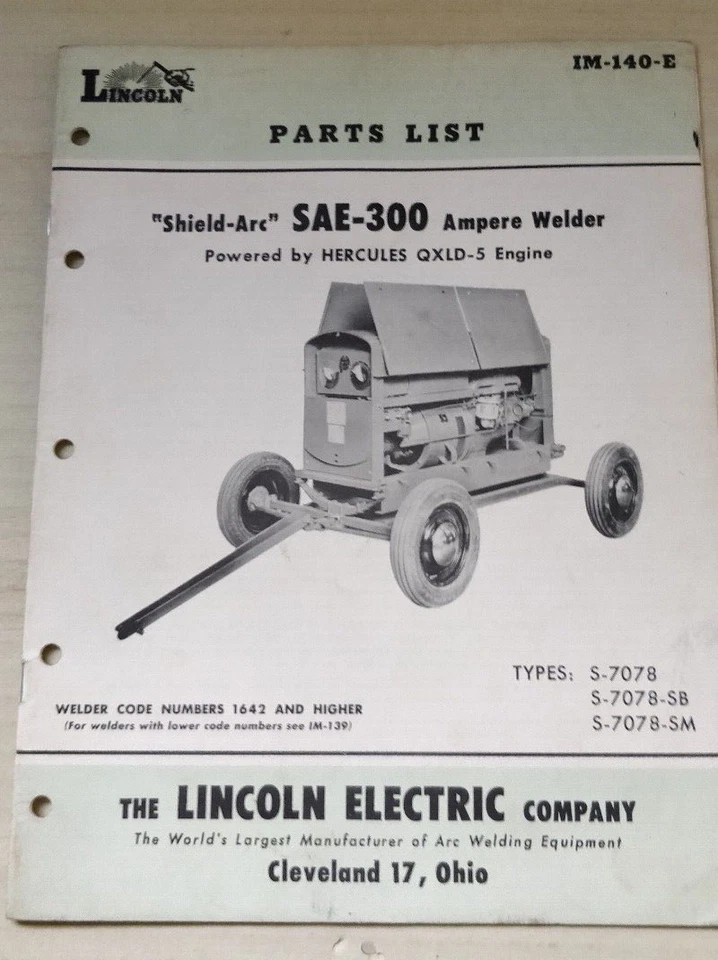 LINCOLN
IM-140-E
PARTS LIST
"Shield-Arc" SAE-300 Ampere Welder
Powered by HERCULES QXLD-5 Engine
TYPES: S-7078
S-7078-SB
S-7078-SM
WELDER CODE NUMBERS 1642 AND HIGHER
(For welders with lower code numbers see IM-139)
THE LINCOLN ELECTRIC COMPANY
The World's Largest Manufacturer of Arc Welding Equipment
Cleveland 17, Ohio